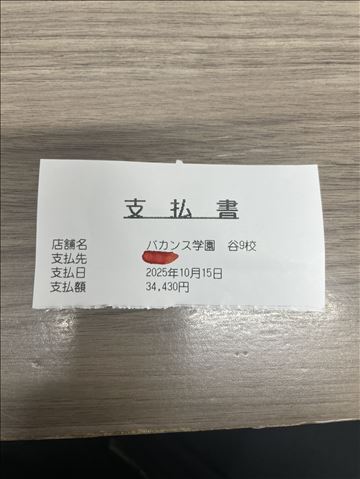 支払書
店舗名 バカンス学園 谷9校
支払先
支払日 2025年10月15日
支払額 34,430円